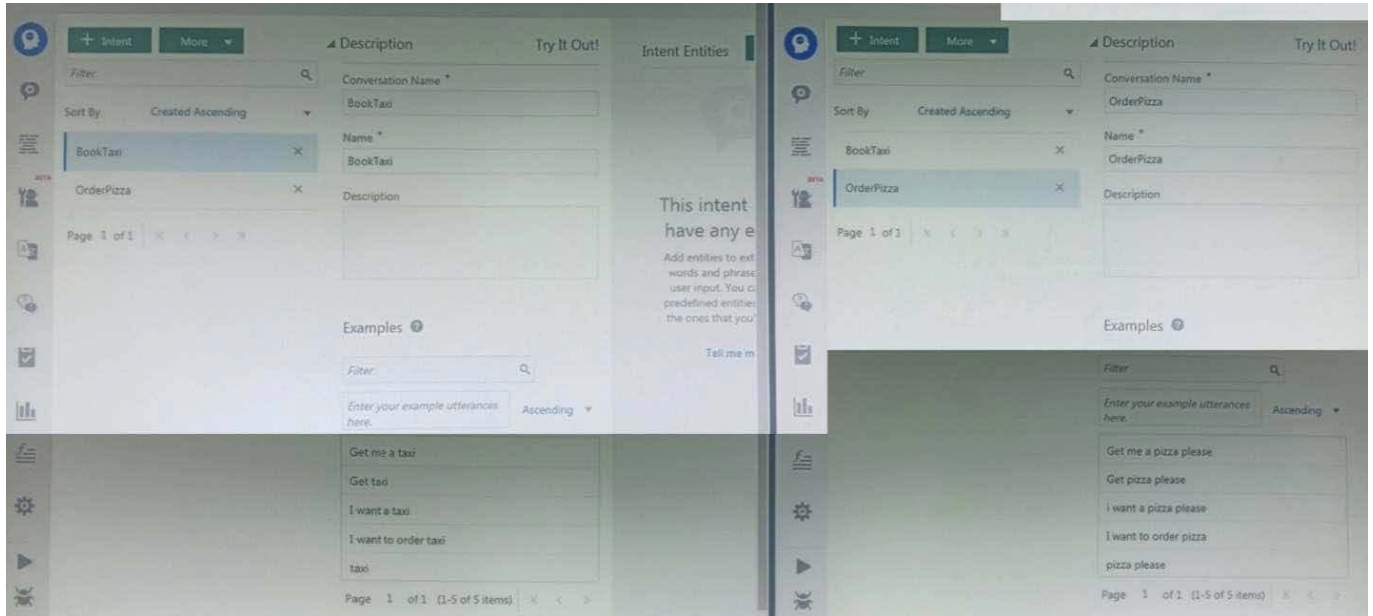 + Intent
More
Filter
Sort By
Created Ascending
BookTaxi
OrderPizza
BETA
Page 1 of 1
Description
Try It Out!
Conversation Name *
BookTaxi
Name *
BookTaxi
Description
Examples
Filter
Enter your example utterances
here.
Ascending
Get me a taxi
Get taxi
I want a taxi
I want to order taxi
taxi
Page 1 of 1 (1-5 of 5 items)
Intent Entities
This intent
have any e
Add entities to ext
words and phrase
user input. You ca
predefined entitie
the ones that you'
Tell me m
+ Intent
More
Filter
Sort By
Created Ascending
BookTaxi
OrderPizza
BETA
Page 1 of 1
Description
Try It Out!
Conversation Name *
OrderPizza
Name *
OrderPizza
Description
Examples
Filter
Enter your example utterances
here.
Ascending
Get me a pizza please
Get pizza please
i want a pizza please
I want to order pizza
pizza please
Page 1 of 1 (1-5 of 5 items)